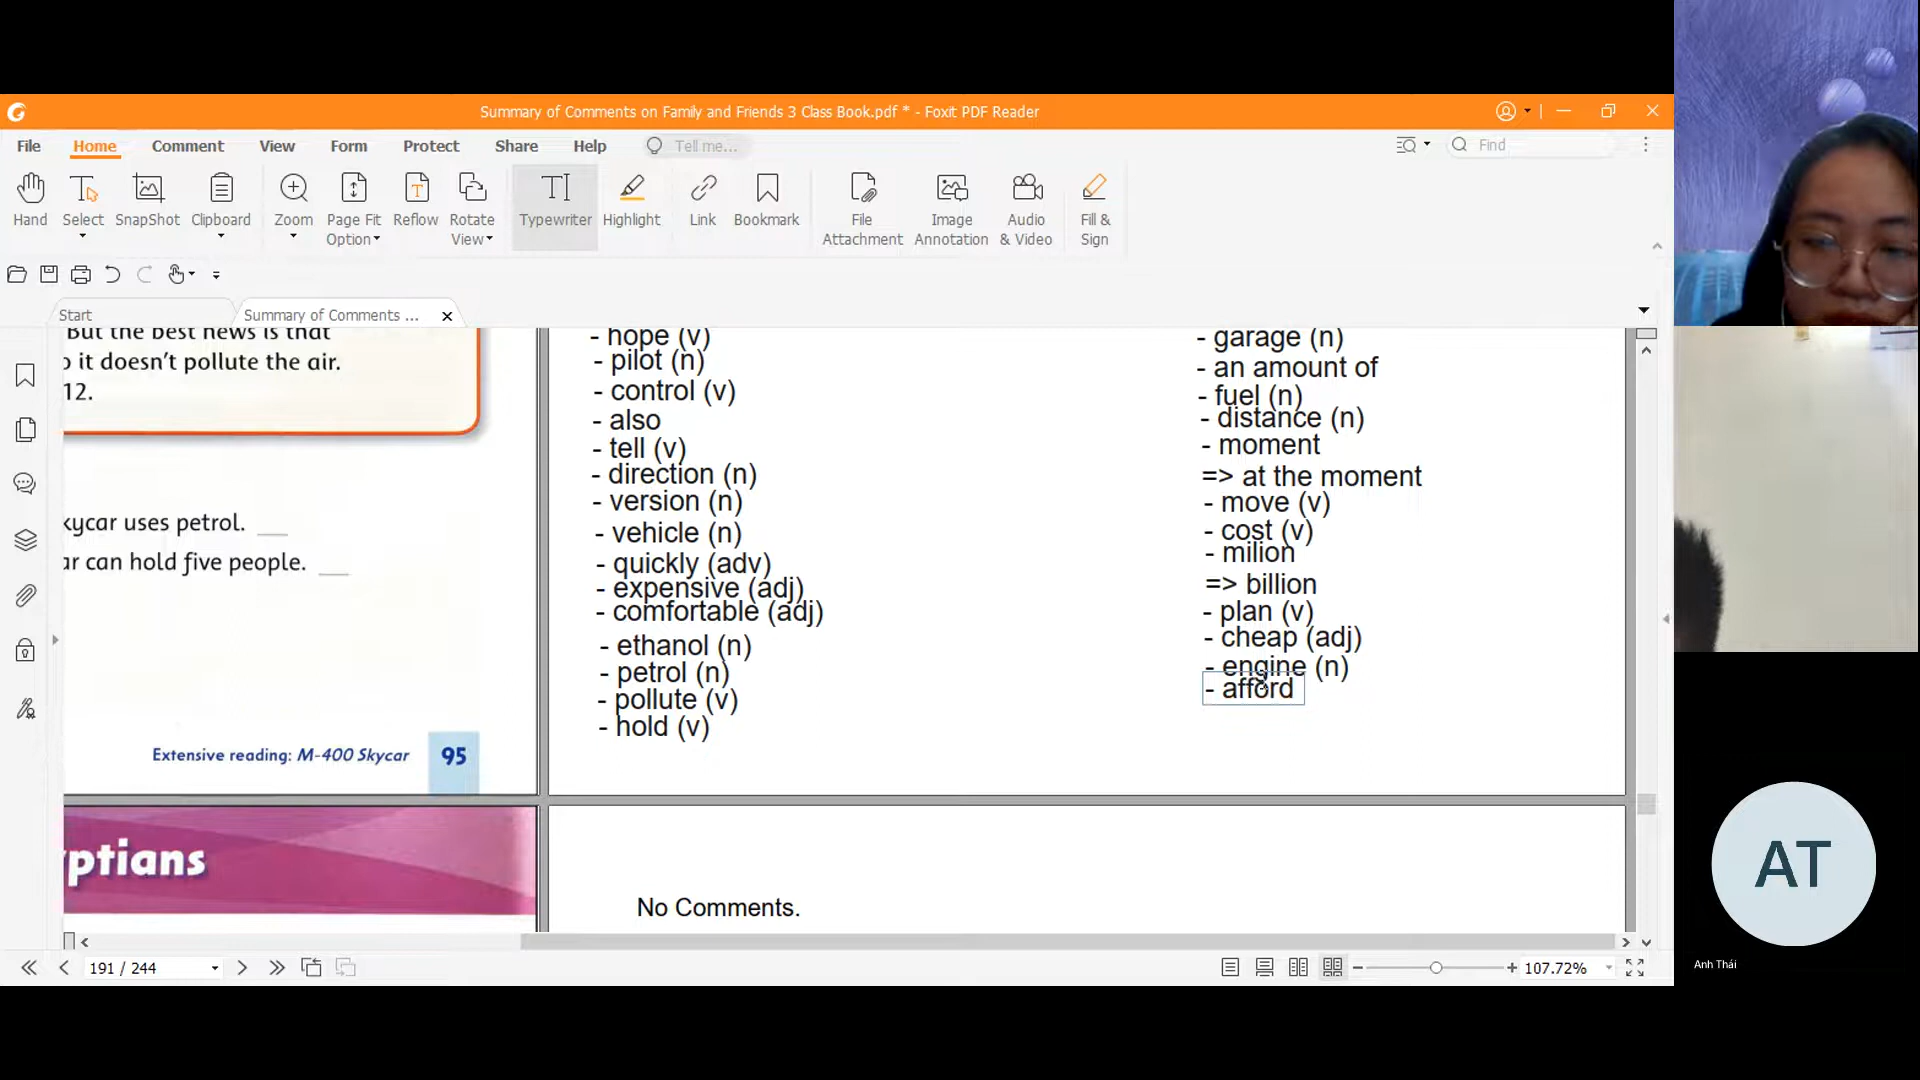 Summary of Comments on Family and Friends 3 Class Book.pdf * - Foxit PDF Reader
File Home Comment View Form Protect Share Help Tell me... Find
Hand Select SnapShot Clipboard Zoom Page Fit Option Reflow Rotate View Typewriter Highlight Link Bookmark File Attachment Image Annotation Audio & Video Fill & Sign
Start Summary of Comments ...
But the best news is that
it doesn't pollute the air.
12.
kycar uses petrol. __
ar can hold five people. __
Extensive reading: M-400 Skycar 95
- hope (v)
- pilot (n)
- control (v)
- also
- tell (v)
- direction (n)
- version (n)
- vehicle (n)
- quickly (adv)
- expensive (adj)
- comfortable (adj)
- ethanol (n)
- petrol (n)
- pollute (v)
- hold (v)
- garage (n)
- an amount of
- fuel (n)
- distance (n)
- moment
=> at the moment
- move (v)
- cost (v)
- milion
=> billion
- plan (v)
- cheap (adj)
- engine (n)
- afford
ptians
No Comments.
191 / 244
107.72%
AT
Anh Thái